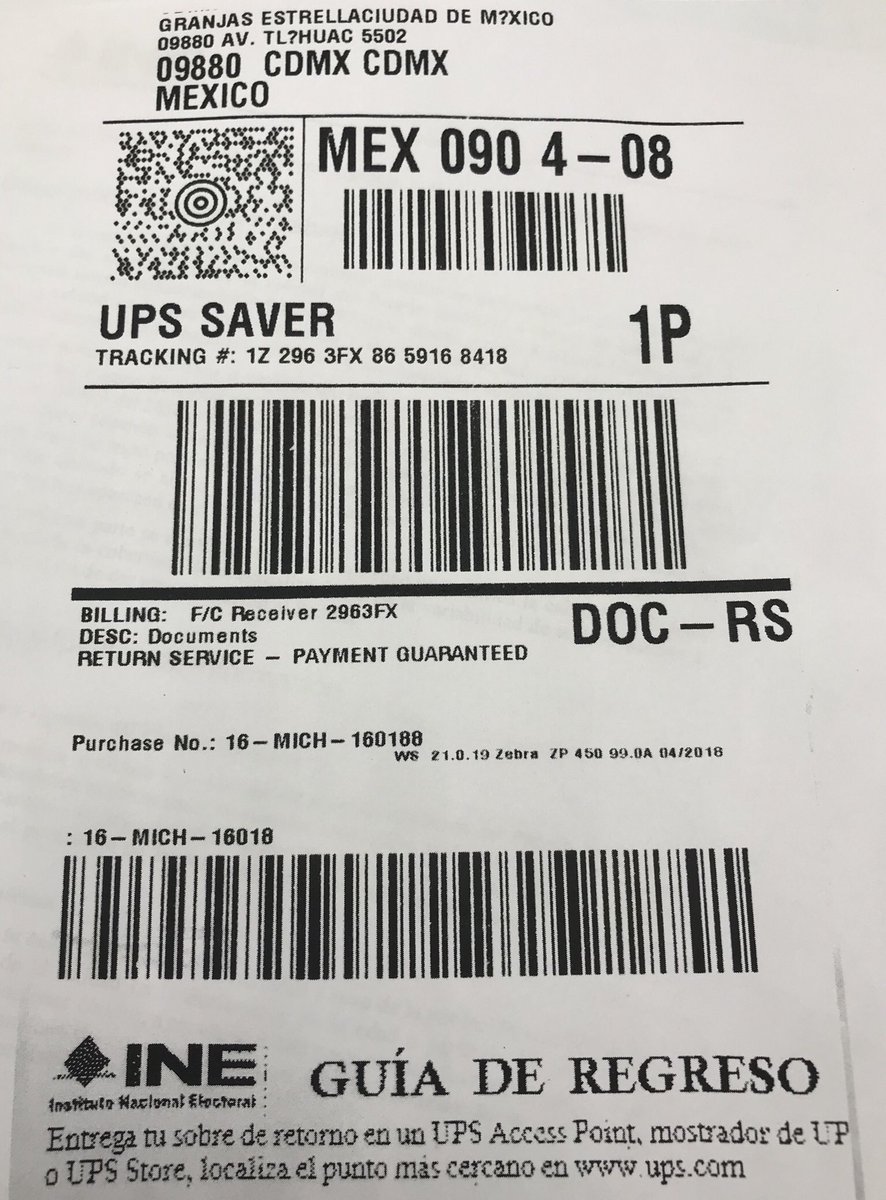 GRANJAS ESTRELLACIUDAD DE M?XICO
09880 AV. TL?HUAC 5502
09880 CDMX CDMX
MEXICO
MEX 090 4-08
UPS SAVER
1P
TRACKING #: 1Z 296 3FX 86 5916 8418
BILLING: F/C Receiver 2963FX
DESC: Documents
RETURN SERVICE - PAYMENT GUARANTEED
DOC-RS
Purchase No.: 16-MICH-160188
WS 21.0.19 Zebra ZP 450 99.0A 04/2018
: 16-MICH-16018
INE
Instituto Nacional Electoral
GUÍA DE REGRESO
Entrega tu sobre de retorno en un UPS Access Point, mostrador de UP
o UPS Store, localiza el punto más cercano en www.ups.com